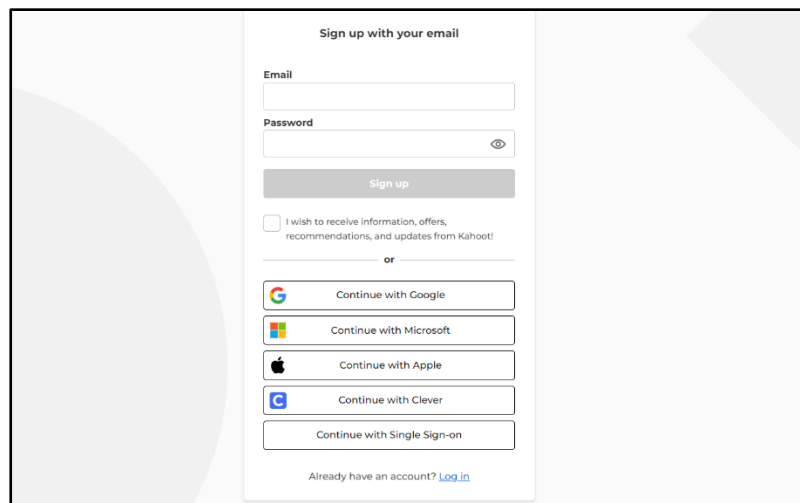 Sign up with your email
Email
Password
Sign up
I wish to receive information, offers,
recommendations, and updates from Kahoot!
or
Continue with Google
Continue with Microsoft
Continue with Apple
C
Continue with Clever
Continue with Single Sign-on
Already have an account? Log in